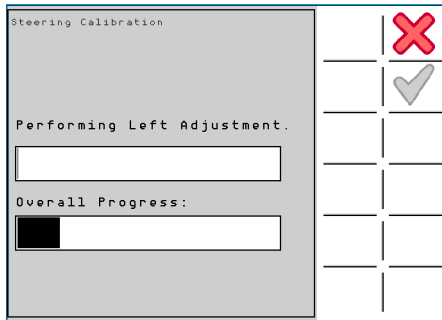 Steering Calibration
Performing Left Adjustment.
Overall Progress: